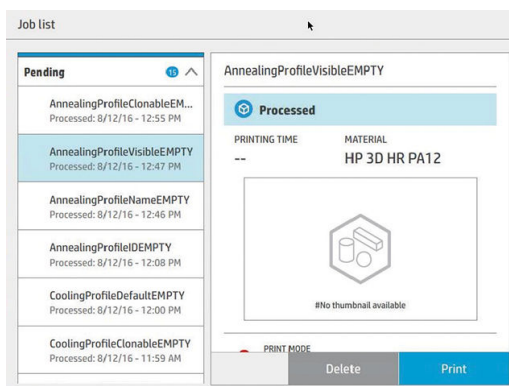 Job list
Pending 15
AnnealingProfileClonableEM...
Processed: 8/12/16 - 12:55 PM
AnnealingProfileVisibleEMPTY
Processed: 8/12/16 - 12:47 PM
AnnealingProfileNameEMPTY
Processed: 8/12/16 - 12:46 PM
AnnealingProfileIDEMPTY
Processed: 8/12/16 - 12:08 PM
CoolingProfileDefaultEMPTY
Processed: 8/12/16 - 12:00 PM
CoolingProfileClonableEMPTY
Processed: 8/12/16 - 11:59 AM
AnnealingProfileVisibleEMPTY
Processed
PRINTING TIME MATERIAL
-- HP 3D HR PA12
#No thumbnail available
PRINT MODE
Delete Print